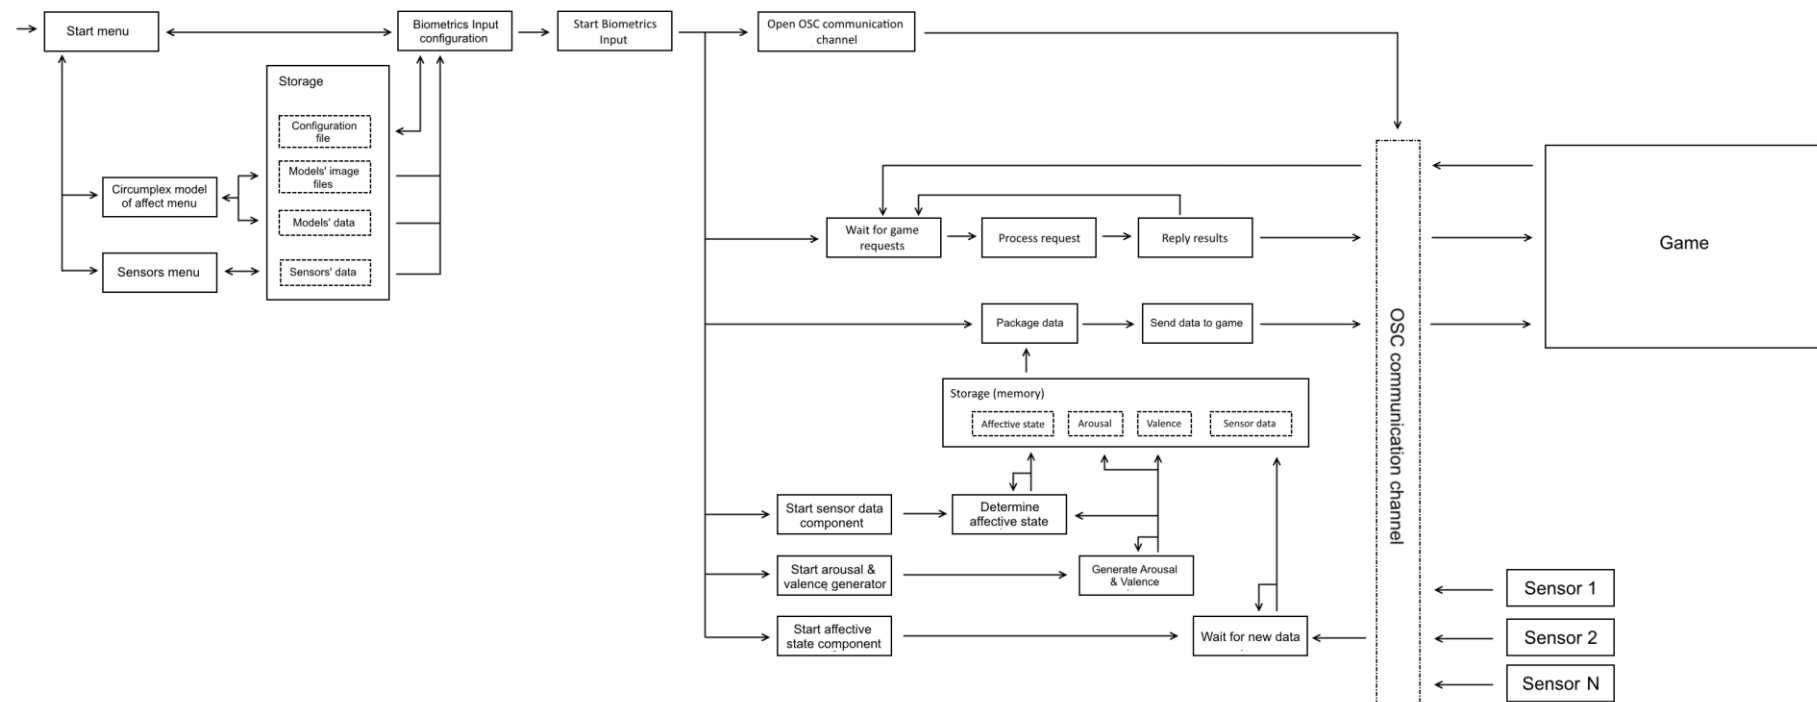 Start menu
Biometrics Input
configuration
Start Biometrics
Input
Open OSC communication
channel
Storage
Configuration
file
Models' image
files
Models' data
Sensors' data
Circumplex model
of affect menu
Sensors menu
Wait for game
requests
Process request
Reply results
Package data
Send data to game
Storage (memory)
Affective state
Arousal
Valence
Sensor data
Start sensor data
component
Determine
affective state
Start arousal &
valence generator
Generate Arousal
& Valence
Start affective
state component
Wait for new data
OSC communication channel
Game
Sensor 1
Sensor 2
Sensor N